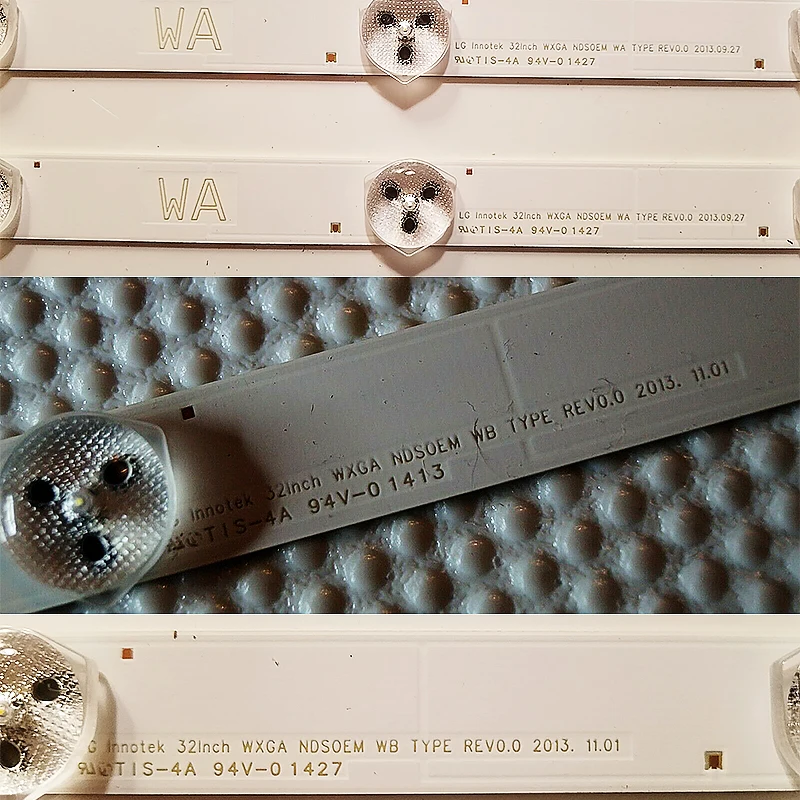 WA
LG Innotek 32Inch WXGA NDSOEM WA TYPE REV0.0 2013.09.27
TIS-4A 94V-0 1427
WA
LG Innotek 32Inch WXGA NDSOEM WA TYPE REV0.0 2013.09.27
TIS-4A 94V-0 1427
Innotek 32Inch WXGA NDSOEM WB TYPE REV0.0 2013. 11.01
TIS-4A 94V-0 1413
G Innotek 32Inch WXGA NDSOEM WB TYPE REV0.0 2013. 11.01
TIS-4A 94V-0 1427